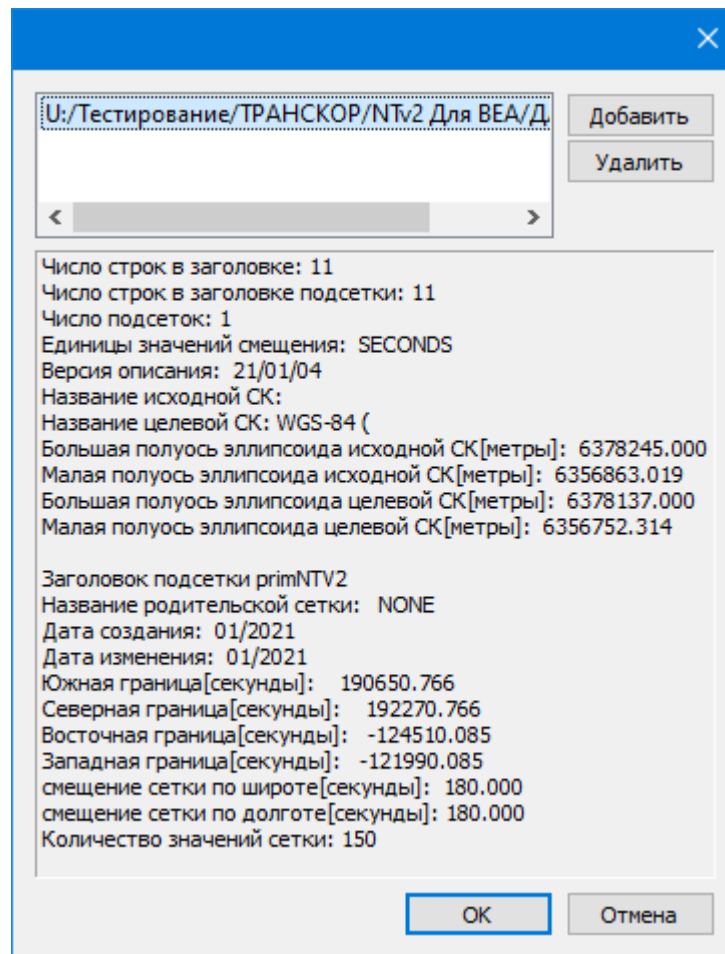 U:/Тестирование/ТРАНСКОР/NTv2 Для BEA/Д
Добавить
Удалить
Число строк в заголовке: 11
Число строк в заголовке подсетки: 11
Число подсеток: 1
Единицы значений смещения: SECONDS
Версия описания: 21/01/04
Название исходной СК:
Название целевой СК: WGS-84 (
Большая полуось эллипсоида исходной СК[метры]: 6378245.000
Малая полуось эллипсоида исходной СК[метры]: 6356863.019
Большая полуось эллипсоида целевой СК[метры]: 6378137.000
Малая полуось эллипсоида целевой СК[метры]: 6356752.314
Заголовок подсетки primNTV2
Название родительской сетки: NONE
Дата создания: 01/2021
Дата изменения: 01/2021
Южная граница[секунды]: 190650.766
Северная граница[секунды]: 192270.766
Восточная граница[секунды]: -124510.085
Западная граница[секунды]: -121990.085
смещение сетки по широте[секунды]: 180.000
смещение сетки по долготе[секунды]: 180.000
Количество значений сетки: 150
ОК
Отмена